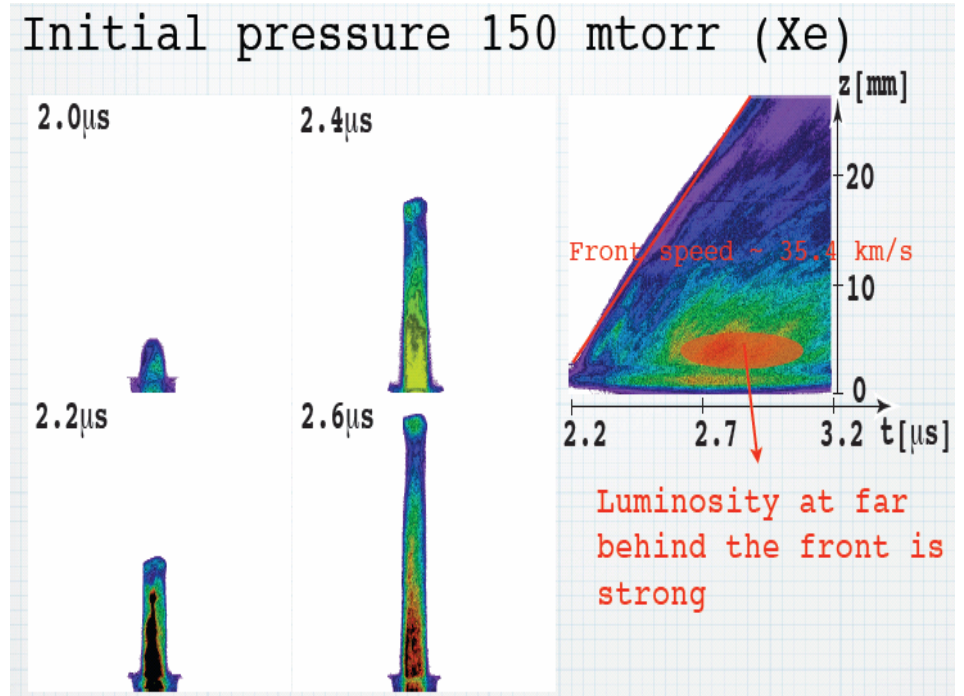 Initial pressure 150 mtorr (Xe)
2.0μs
2.4μs
2.2μs
2.6μs
z[mm]
20
10
0
Front speed ~ 35.4 km/s
2.2 2.7 3.2 t[μs]
Luminosity at far
behind the front is
strong